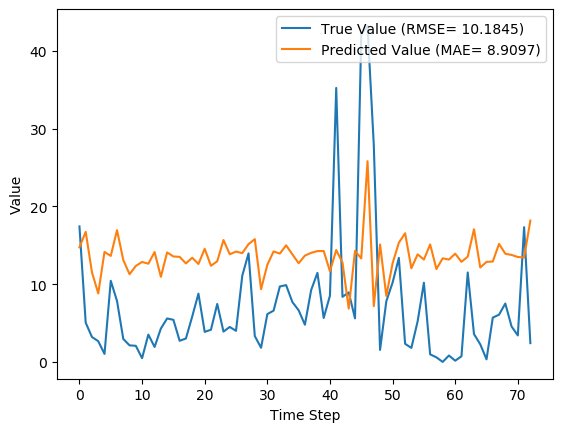 True Value (RMSE= 10.1845)
Predicted Value (MAE= 8.9097)
40
30
20
10
0
Value
0 10 20 30 40 50 60 70
Time Step